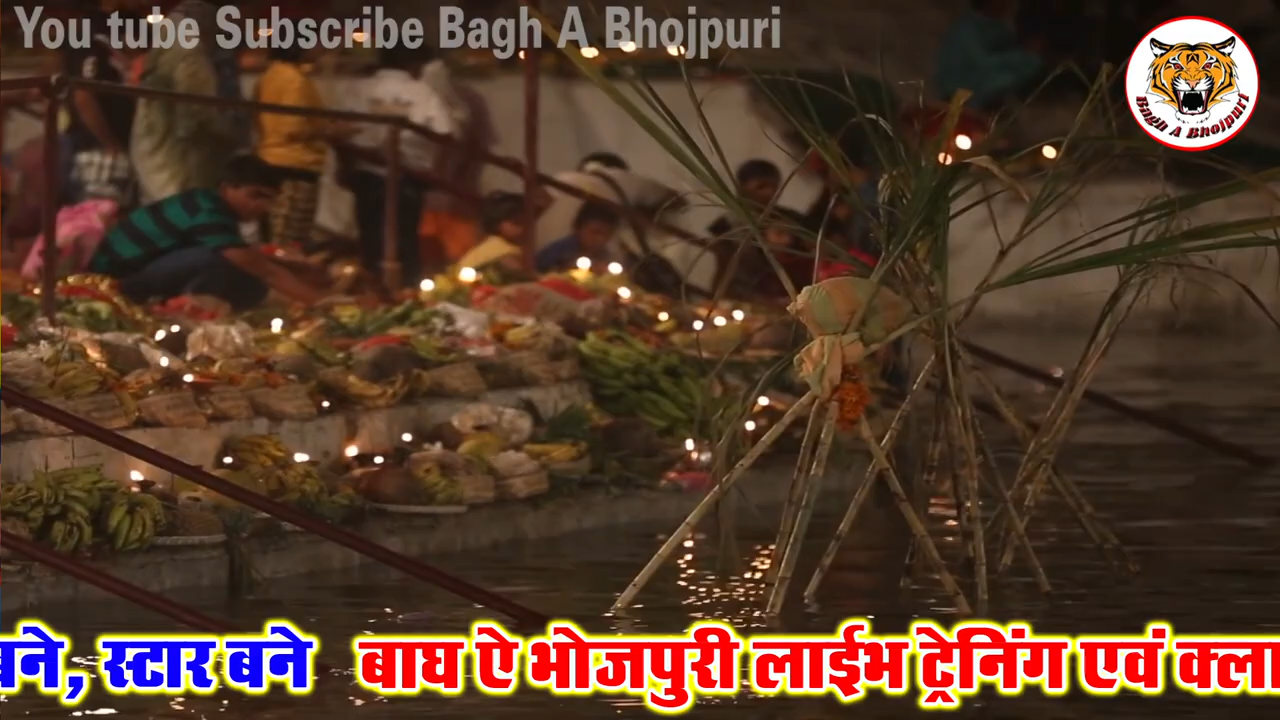 You tube Subscribe Bagh A Bhojpuri
Bagh A Bhojpuri
बने, स्टार बने बाघ ऐ भोजपुरी लाईभ ट्रेनिंग एवं क्ला